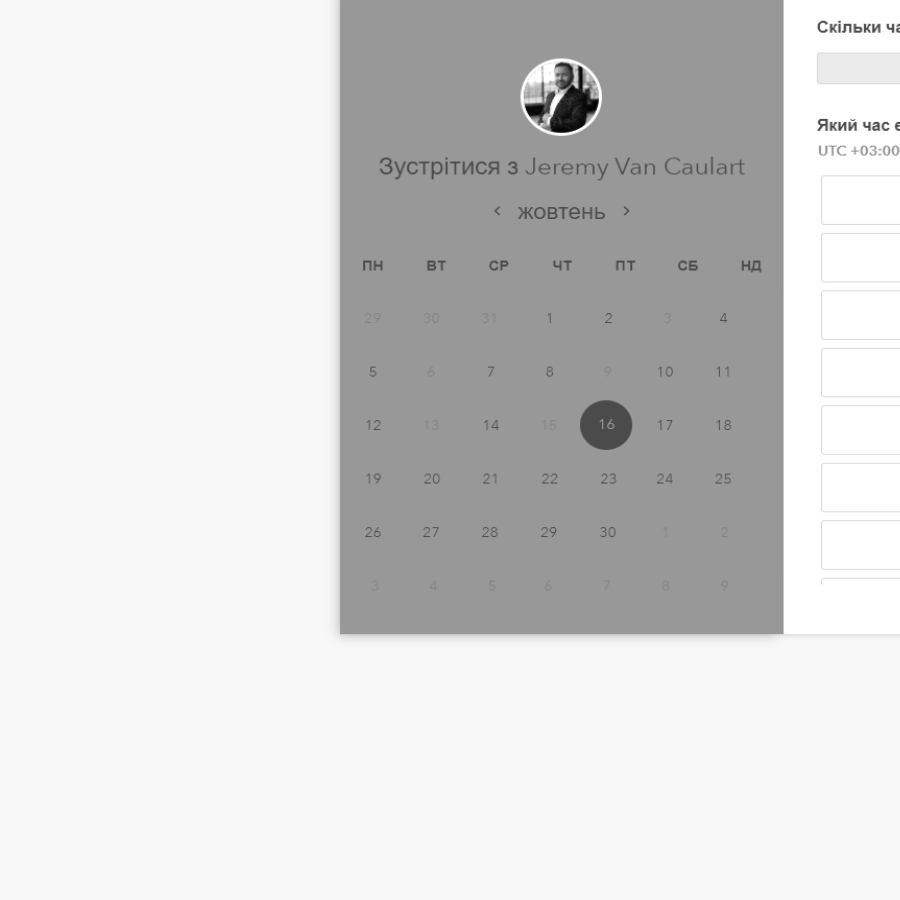 Зустрітися з Jeremy Van Caulart
жовтень
ПН ВТ СР ЧТ ПТ СБ НД
29 30 31 1 2 3 4
5 6 7 8 9 10 11
12 13 14 15 16 17 18
19 20 21 22 23 24 25
26 27 28 29 30 1 2
3 4 5 6 7 8 9
Скільки ча
Який час є
UTC +03:00